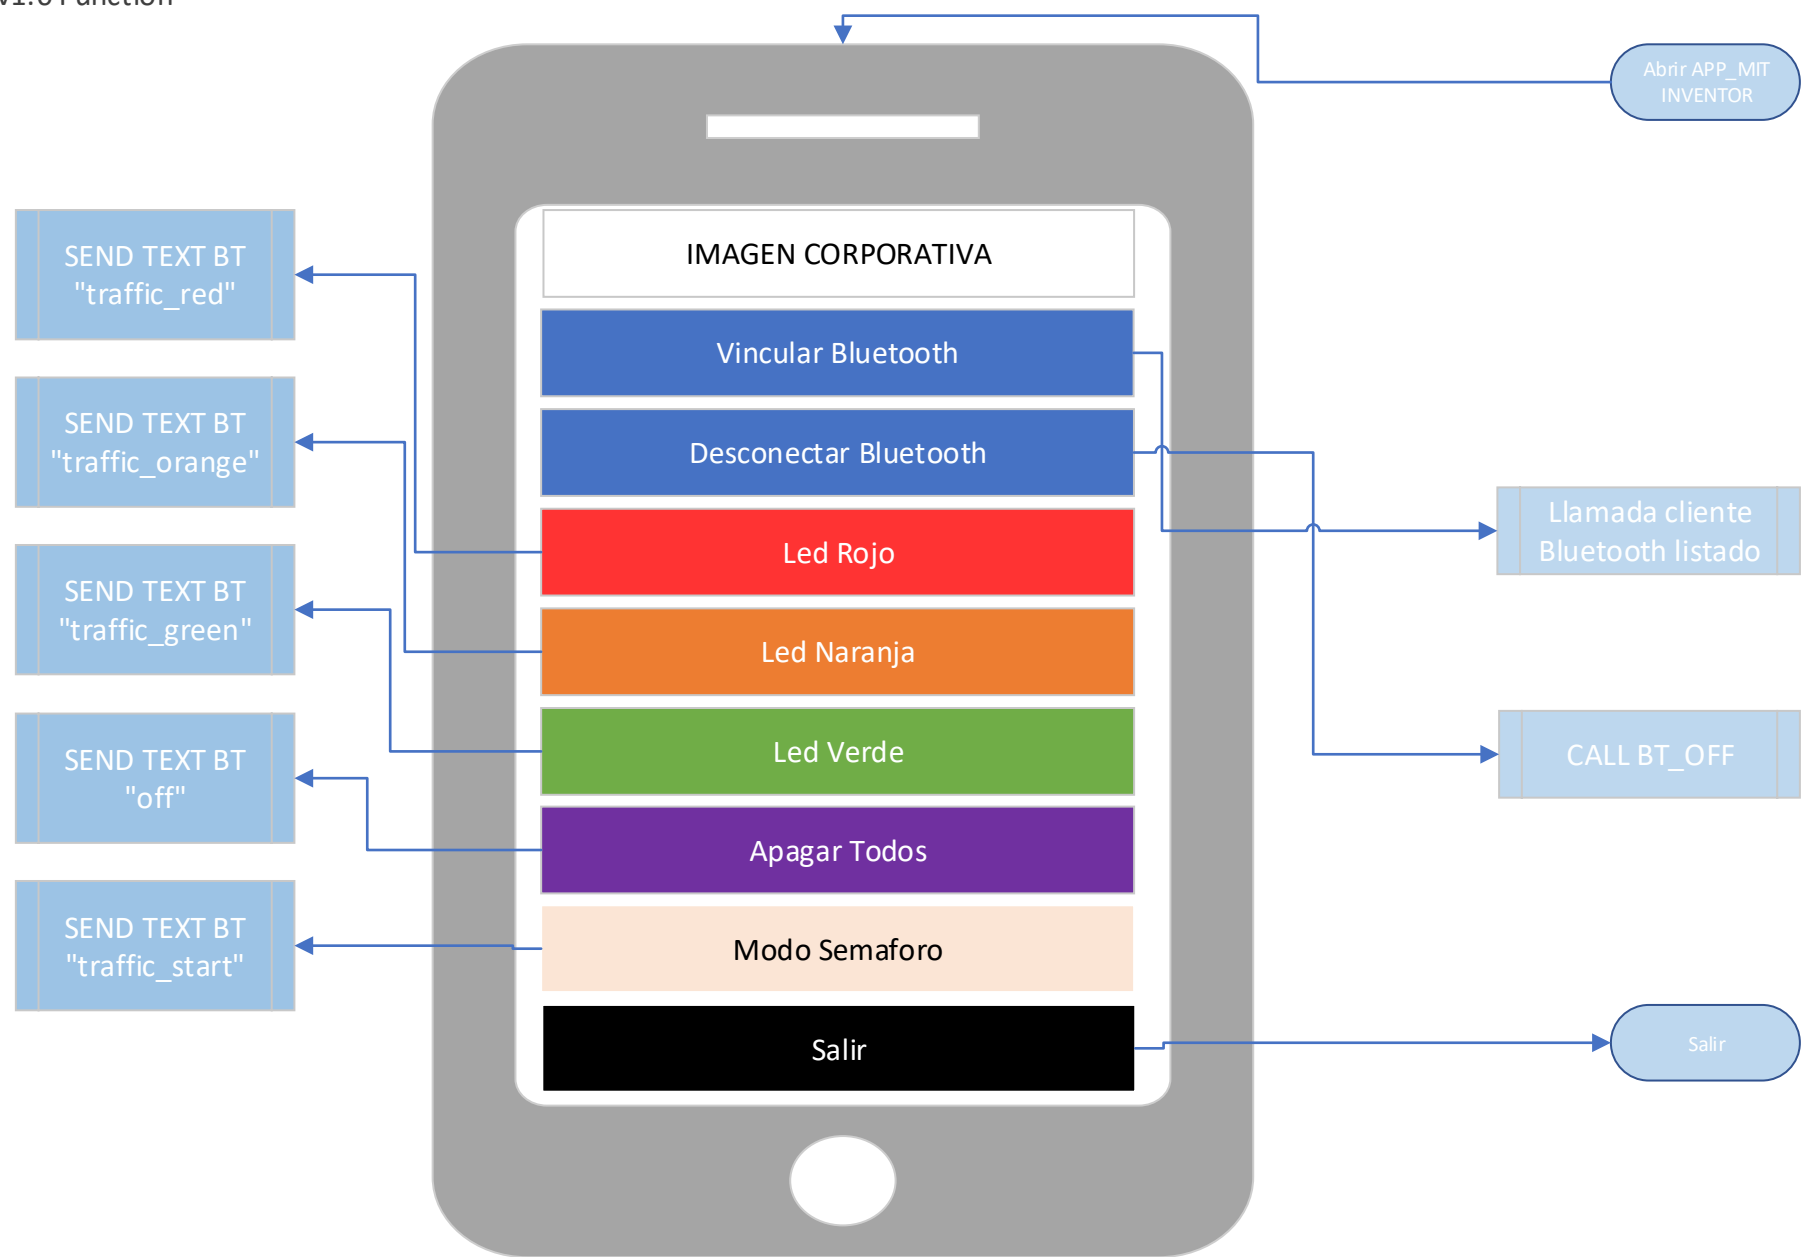 Function
Abrir APP_MIT
INVENTOR
SEND TEXT BT
"traffic_red"
SEND TEXT BT
"traffic_orange"
SEND TEXT BT
"traffic_green"
SEND TEXT BT
"off"
SEND TEXT BT
"traffic_start"
IMAGEN CORPORATIVA
Vincular Bluetooth
Desconectar Bluetooth
Led Rojo
Led Naranja
Led Verde
Apagar Todos
Modo Semaforo
Salir
Llamada cliente
Bluetooth listado
CALL BT_OFF
Salir